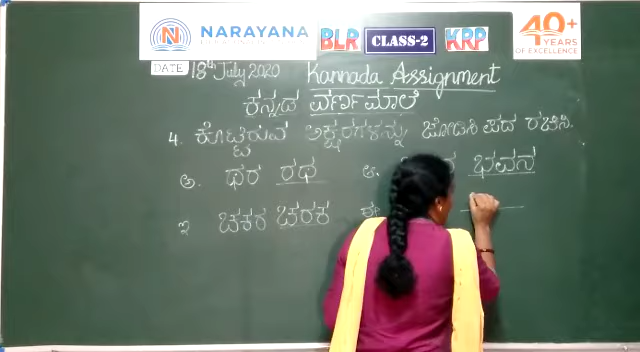 NARAYANA
BLR CLASS-2 KRP
40+ YEARS OF EXCELLENCE
DATE 18th July 2020 Kannada Assignment
ಕನ್ನಡ ವರ್ಣಮಾಲೆ
4. ಕೊಟ್ಟಿರುವ ಅಕ್ಷರಗಳನ್ನು ಜೋಡಿಸಿ ಪದ ರಚಿಸಿ.
ಅ. ಥರ ರಥ ಆ. ಭವನ
ಇ ಚಕರ ಚರಕ ಈ